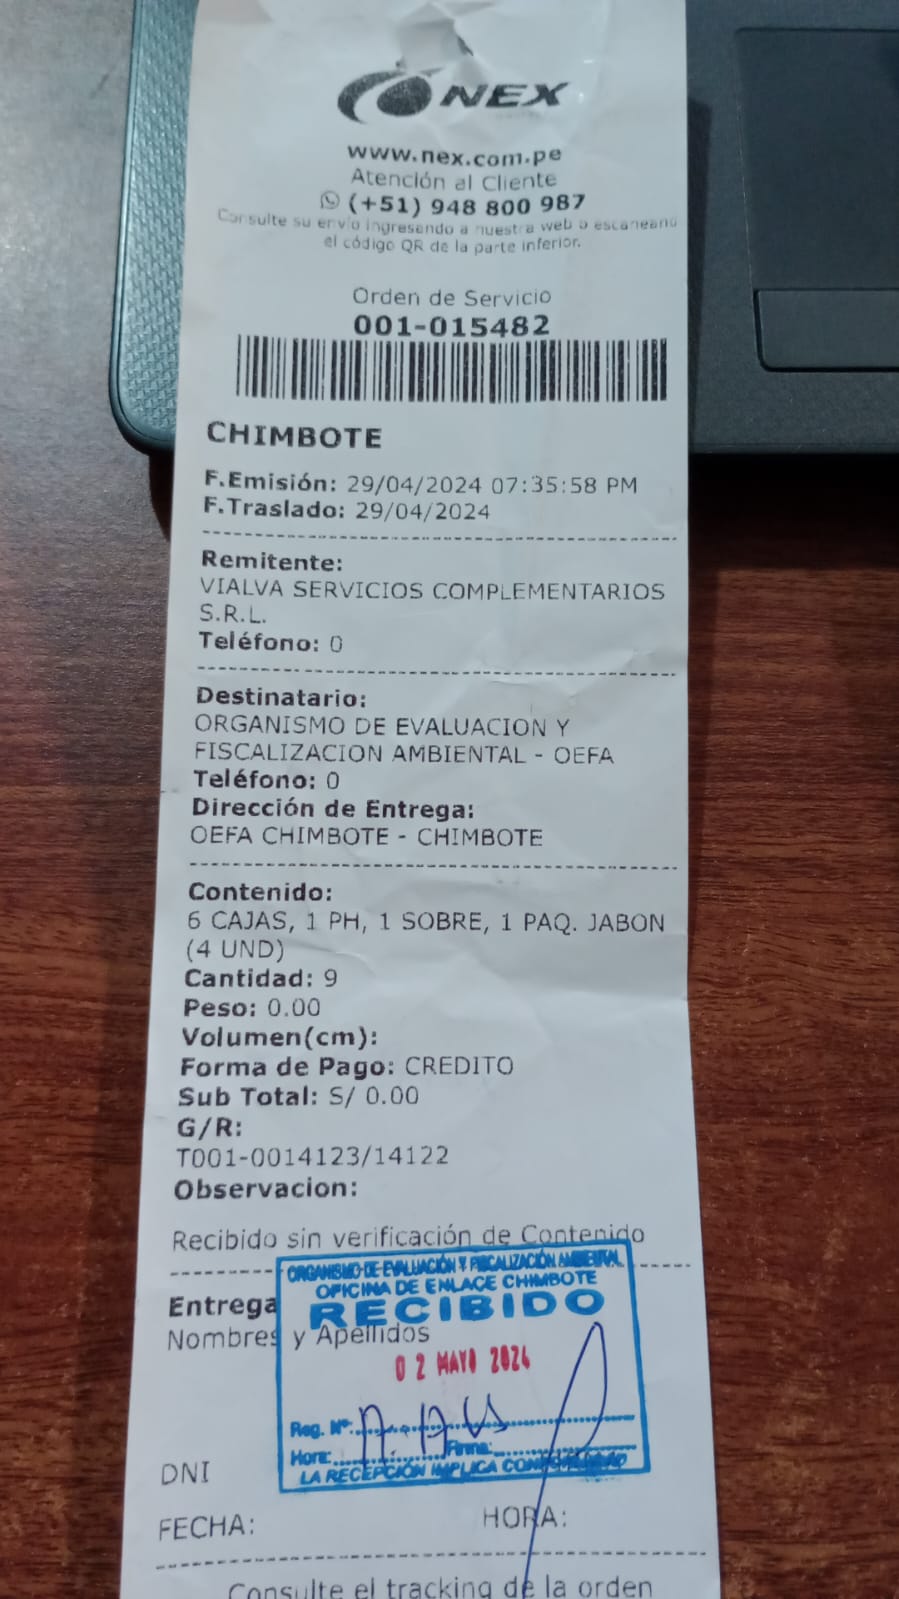 NEX
www.nex.com.pe
Atención al Cliente
(+51) 948 800 987
Consulte su envío ingresando a nuestra web o escaneand
el código QR de la parte inferior.
Orden de Servicio
001-015482
CHIMBOTE
F.Emisión: 29/04/2024 07:35:58 PM
F.Traslado: 29/04/2024
Remitente:
VIALVA SERVICIOS COMPLEMENTARIOS
S.R.L.
Teléfono: 0
Destinatario:
ORGANISMO DE EVALUACION Y
FISCALIZACION AMBIENTAL - OEFA
Teléfono: 0
Dirección de Entrega:
OEFA CHIMBOTE - CHIMBOTE
Contenido:
6 CAJAS, 1 PH, 1 SOBRE, 1 PAQ. JABON
(4 UND)
Cantidad: 9
Peso: 0.00
Volumen(cm):
Forma de Pago: CREDITO
Sub Total: S/ 0.00
G/R:
T001-0014123/14122
Observacion:
Recibido sin verificación de Contenido
ORGANISMO DE EVALUACIÓN Y FISCALIZACIÓN AMBIENTAL
OFICINA DE ENLACE CHIMBOTE
Entrega
RECIBIDO
Nombres y Apellidos
02 MAYO 2024
Reg. Nº:
Hora: Firma:
LA RECEPCIÓN IMPLICA
DNI
FECHA: HORA:
Consulte el tracking de la orden